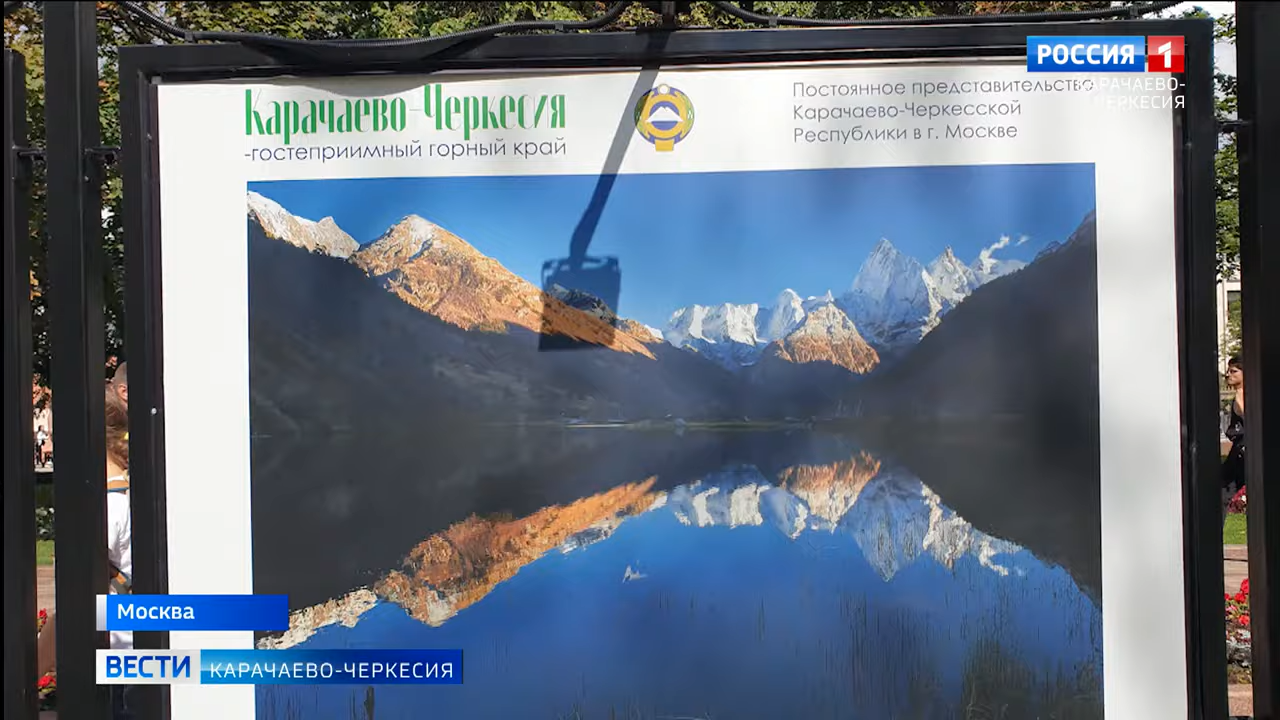 РОССИЯ 1
КАРАЧАЕВО-
ЧЕРКЕСИЯ
Карачаево-Черкесия
-гостеприимный горный край
Постоянное представительство
Карачаево-Черкесской
Республики в г. Москве
Москва
ВЕСТИ КАРАЧАЕВО-ЧЕРКЕСИЯ